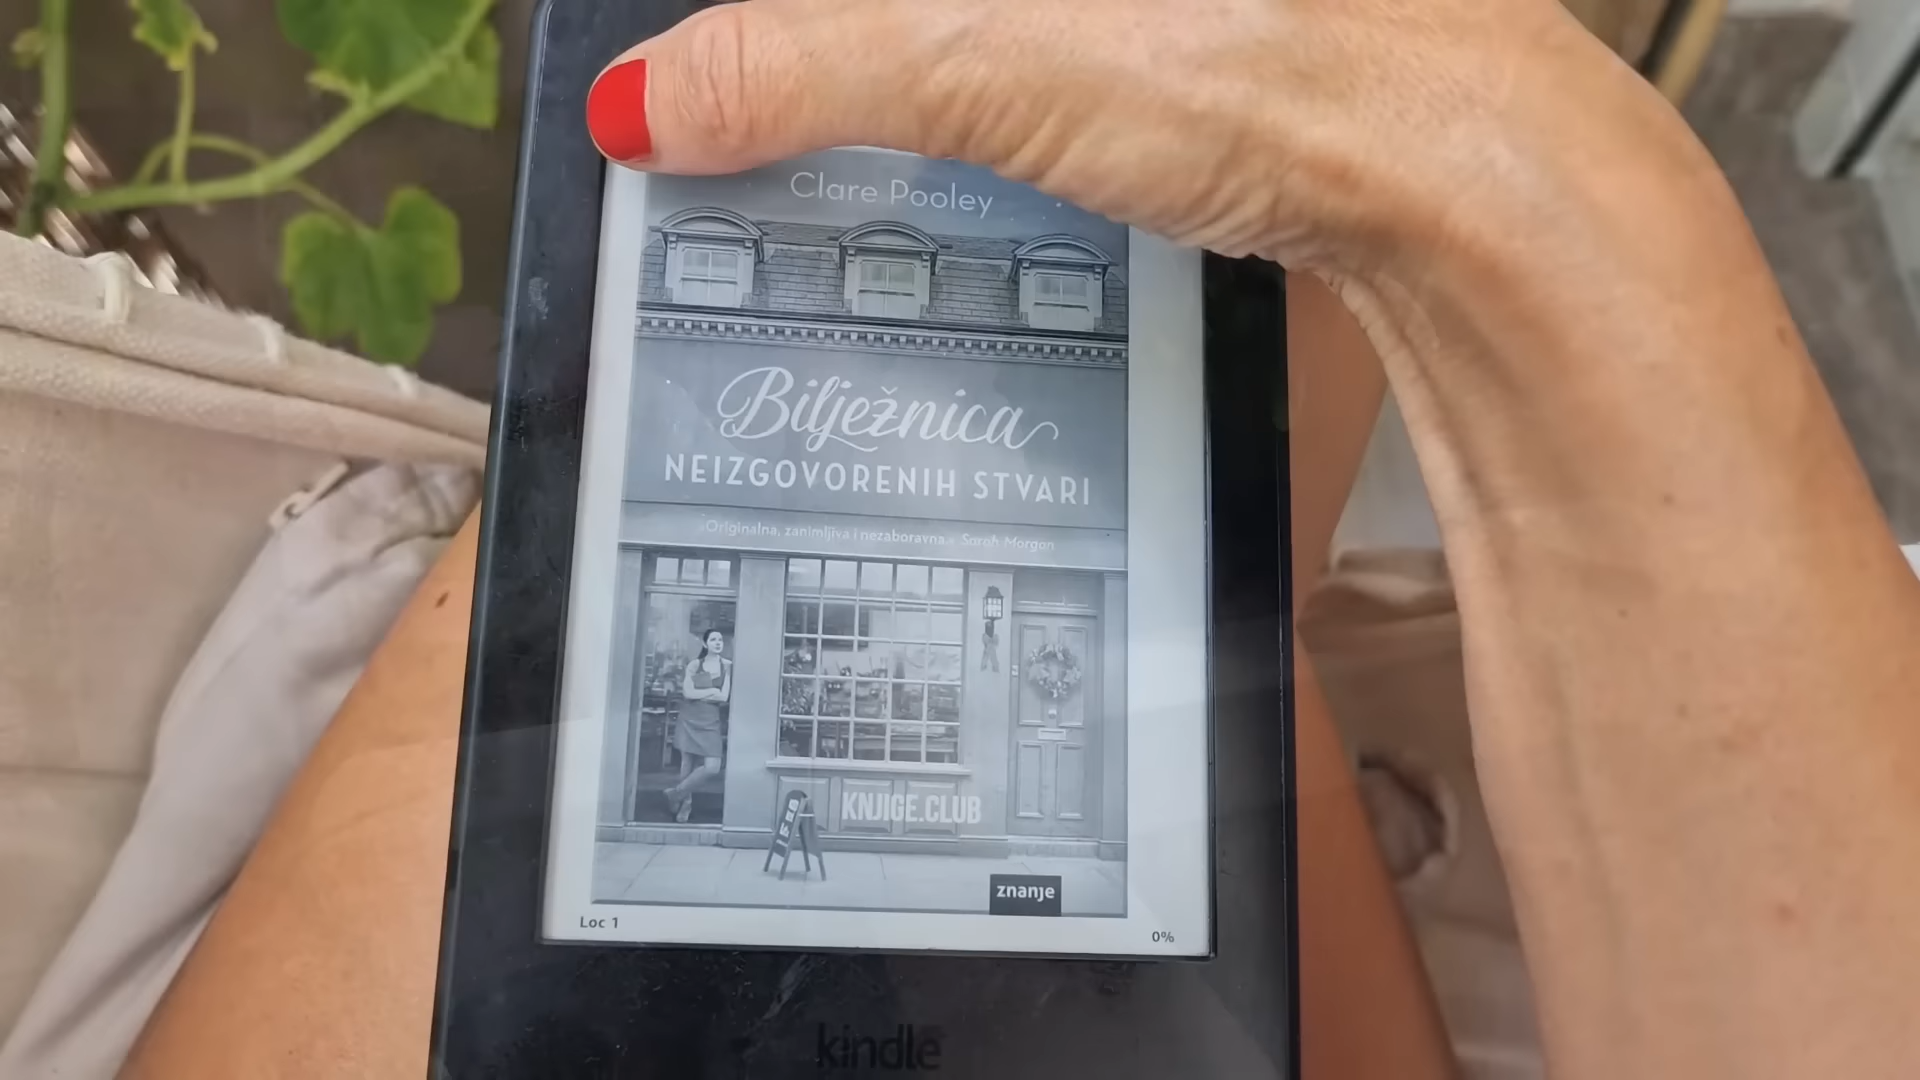 Clare Pooley
Bilježnica
NEIZGOVORENIH STVARI
»Originalna, zanimljiva i nezaboravna.« Sarah Morgan
KNJIGE.CLUB
znanje
Loc 1
0%
kindle